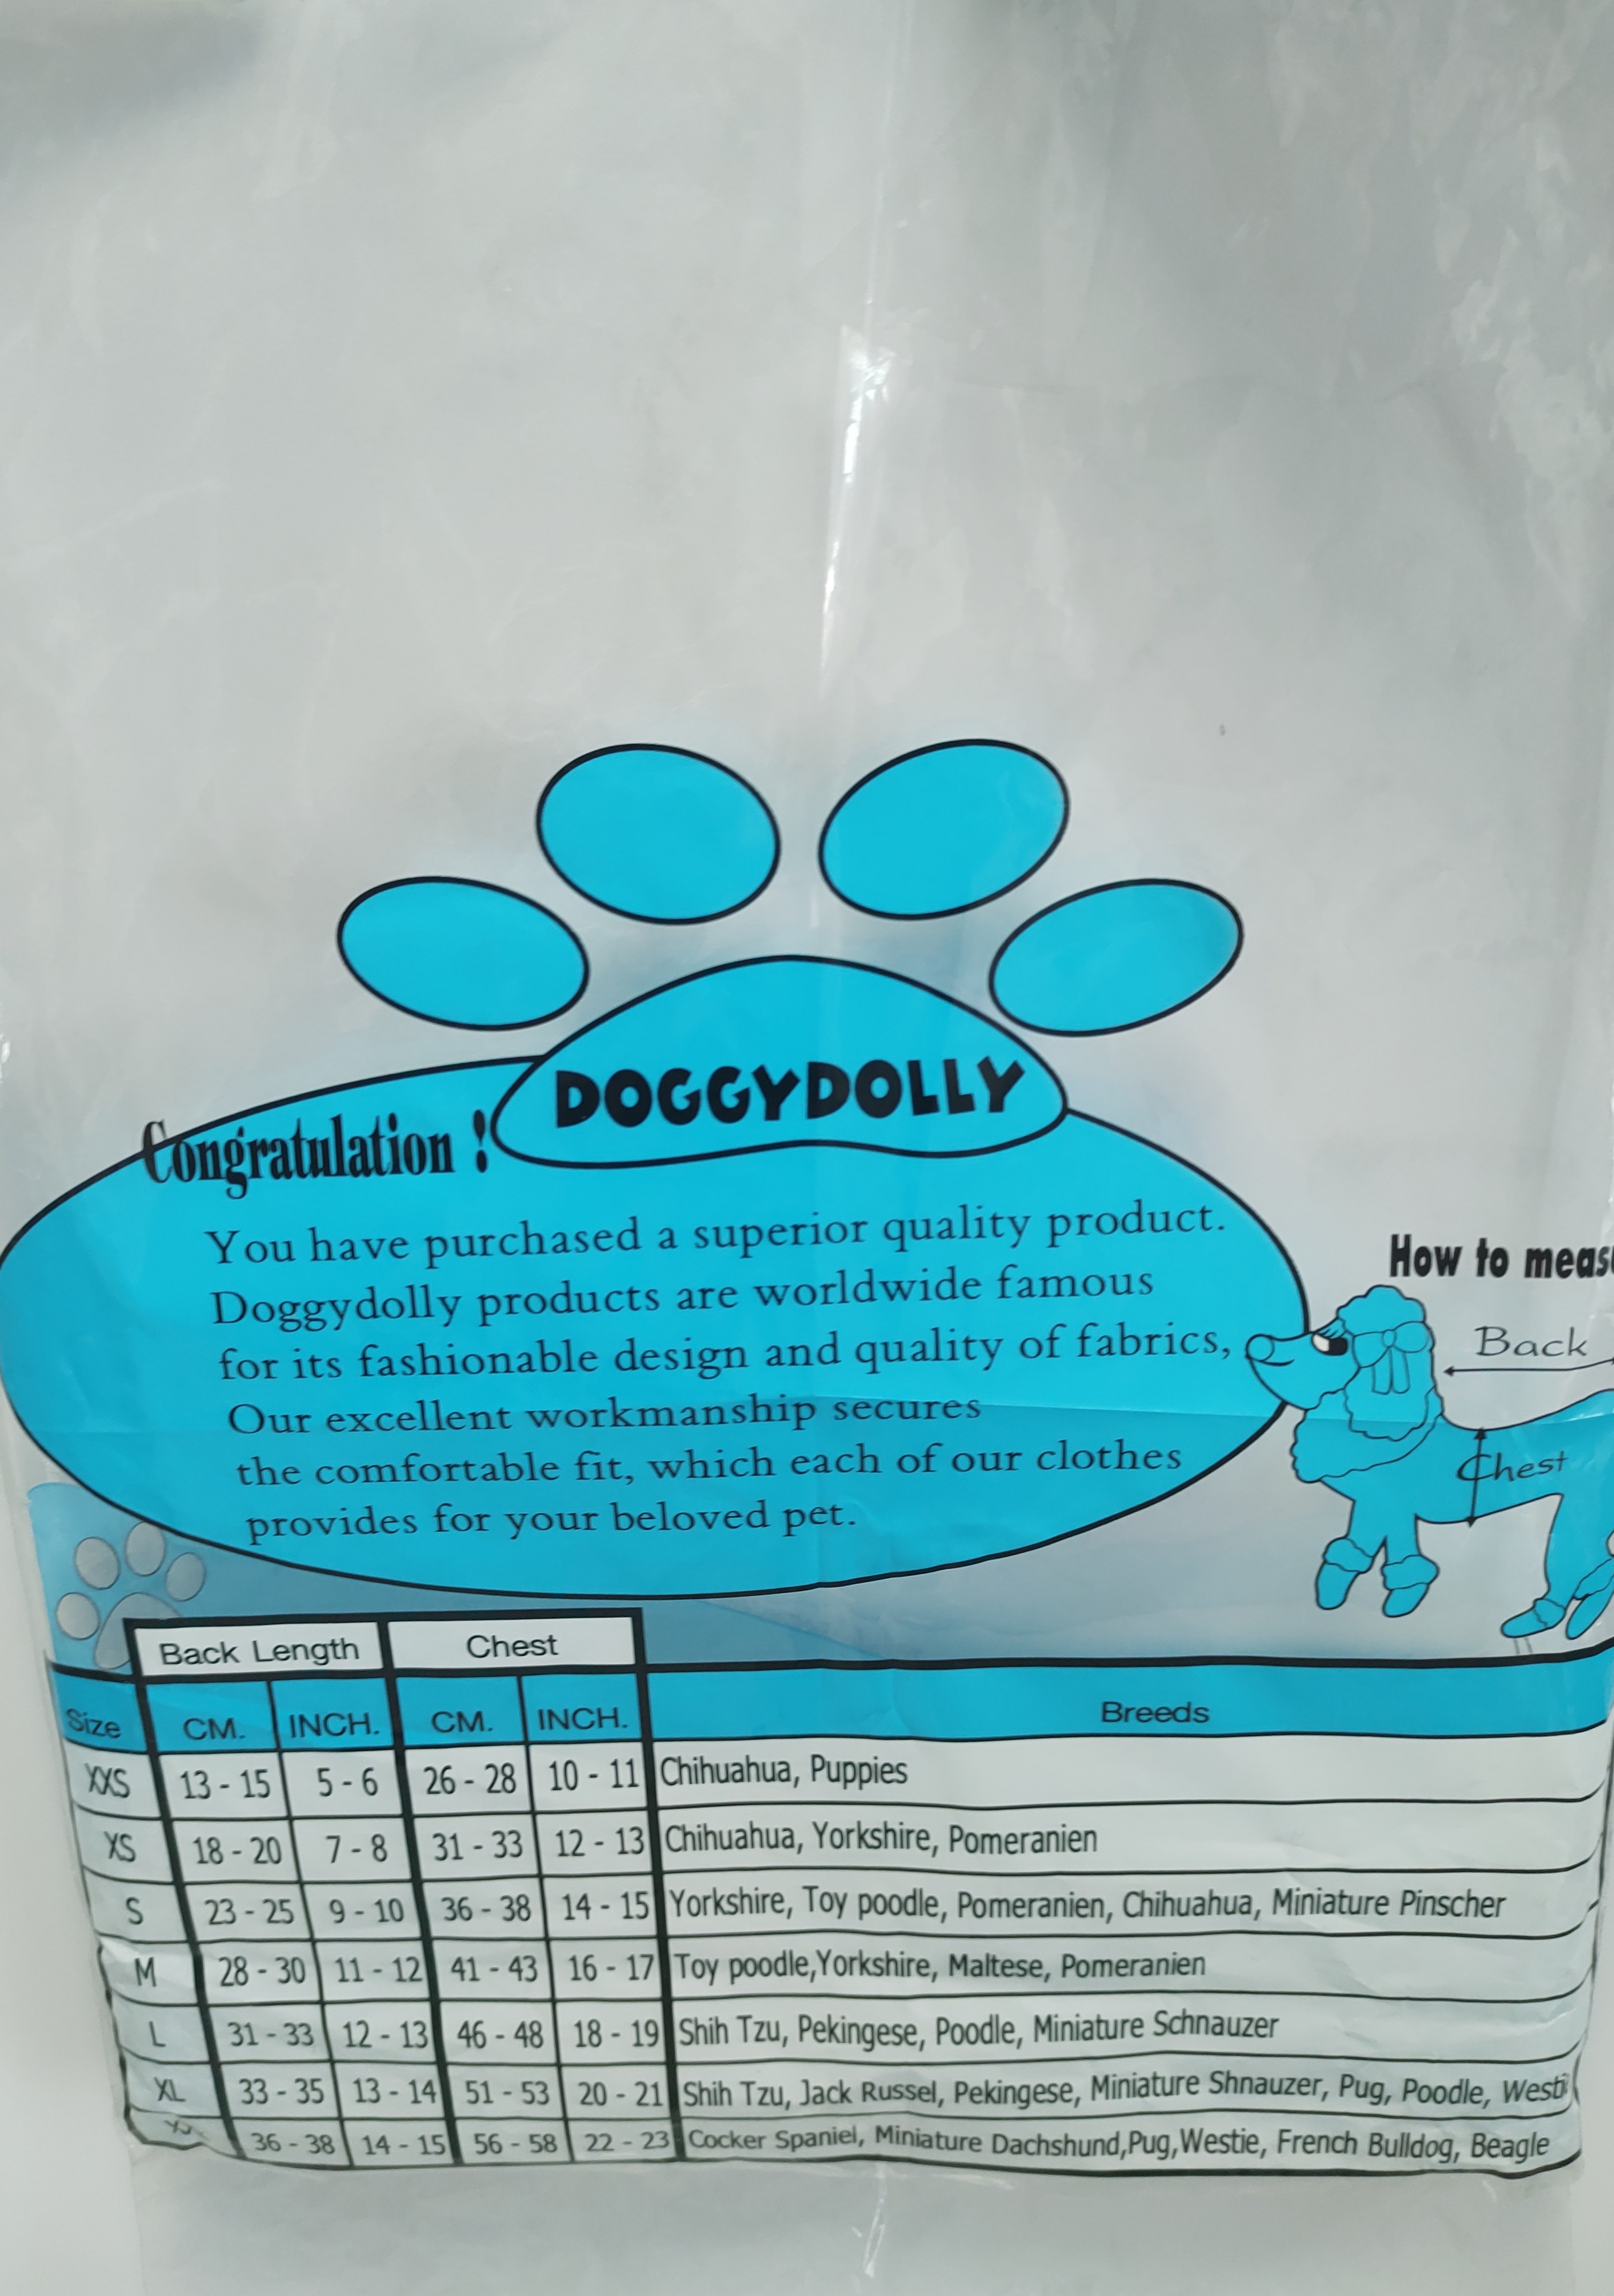 DOGGYDOLLY
Congratulation !
You have purchased a superior quality product.
Doggydolly products are worldwide famous
for its fashionable design and quality of fabrics,
Our excellent workmanship secures
the comfortable fit, which each of our clothes
provides for your beloved pet.
How to meas
Back
Chest
Back Length Chest
Size CM. INCH. CM. INCH. Breeds
XXS 13 - 15 5 - 6 26 - 28 10 - 11 Chihuahua, Puppies
XS 18 - 20 7 - 8 31 - 33 12 - 13 Chihuahua, Yorkshire, Pomeranien
S 23 - 25 9 - 10 36 - 38 14 - 15 Yorkshire, Toy poodle, Pomeranien, Chihuahua, Miniature Pinscher
M 28 - 30 11 - 12 41 - 43 16 - 17 Toy poodle,Yorkshire, Maltese, Pomeranien
L 31 - 33 12 - 13 46 - 48 18 - 19 Shih Tzu, Pekingese, Poodle, Miniature Schnauzer
XL 33 - 35 13 - 14 51 - 53 20 - 21 Shih Tzu, Jack Russel, Pekingese, Miniature Shnauzer, Pug, Poodle, Westi
36 - 38 14 - 15 56 - 58 22 - 23 Cocker Spaniel, Miniature Dachshund,Pug,Westie, French Bulldog, Beagle